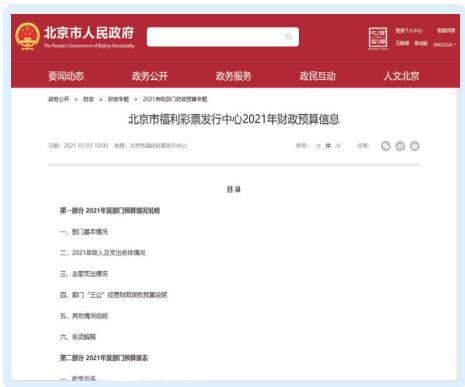 北京市人民政府
The People's Government of Beijing Municipality
登录个人中心 智能问答
无障碍 移动版 ENGLISH
要闻动态 政务公开 政务服务 政民互动 人文北京
政务公开 > 财政 > 财政专题 > 2021市级部门财政预算专题
北京市福利彩票发行中心2021年财政预算信息
日期：2021-03-03 10:00 来源：北京市福利彩票发行中心 字号： 大 中 小 分享：
目录
第一部分 2021年度部门预算情况说明
一、部门基本情况
二、2021年收入及支出总体情况
三、主要支出情况
四、部门“三公”经费财政拨款预算说明
五、其他情况说明
六、名词解释
第二部分 2021年度部门预算报表
一、收支总表